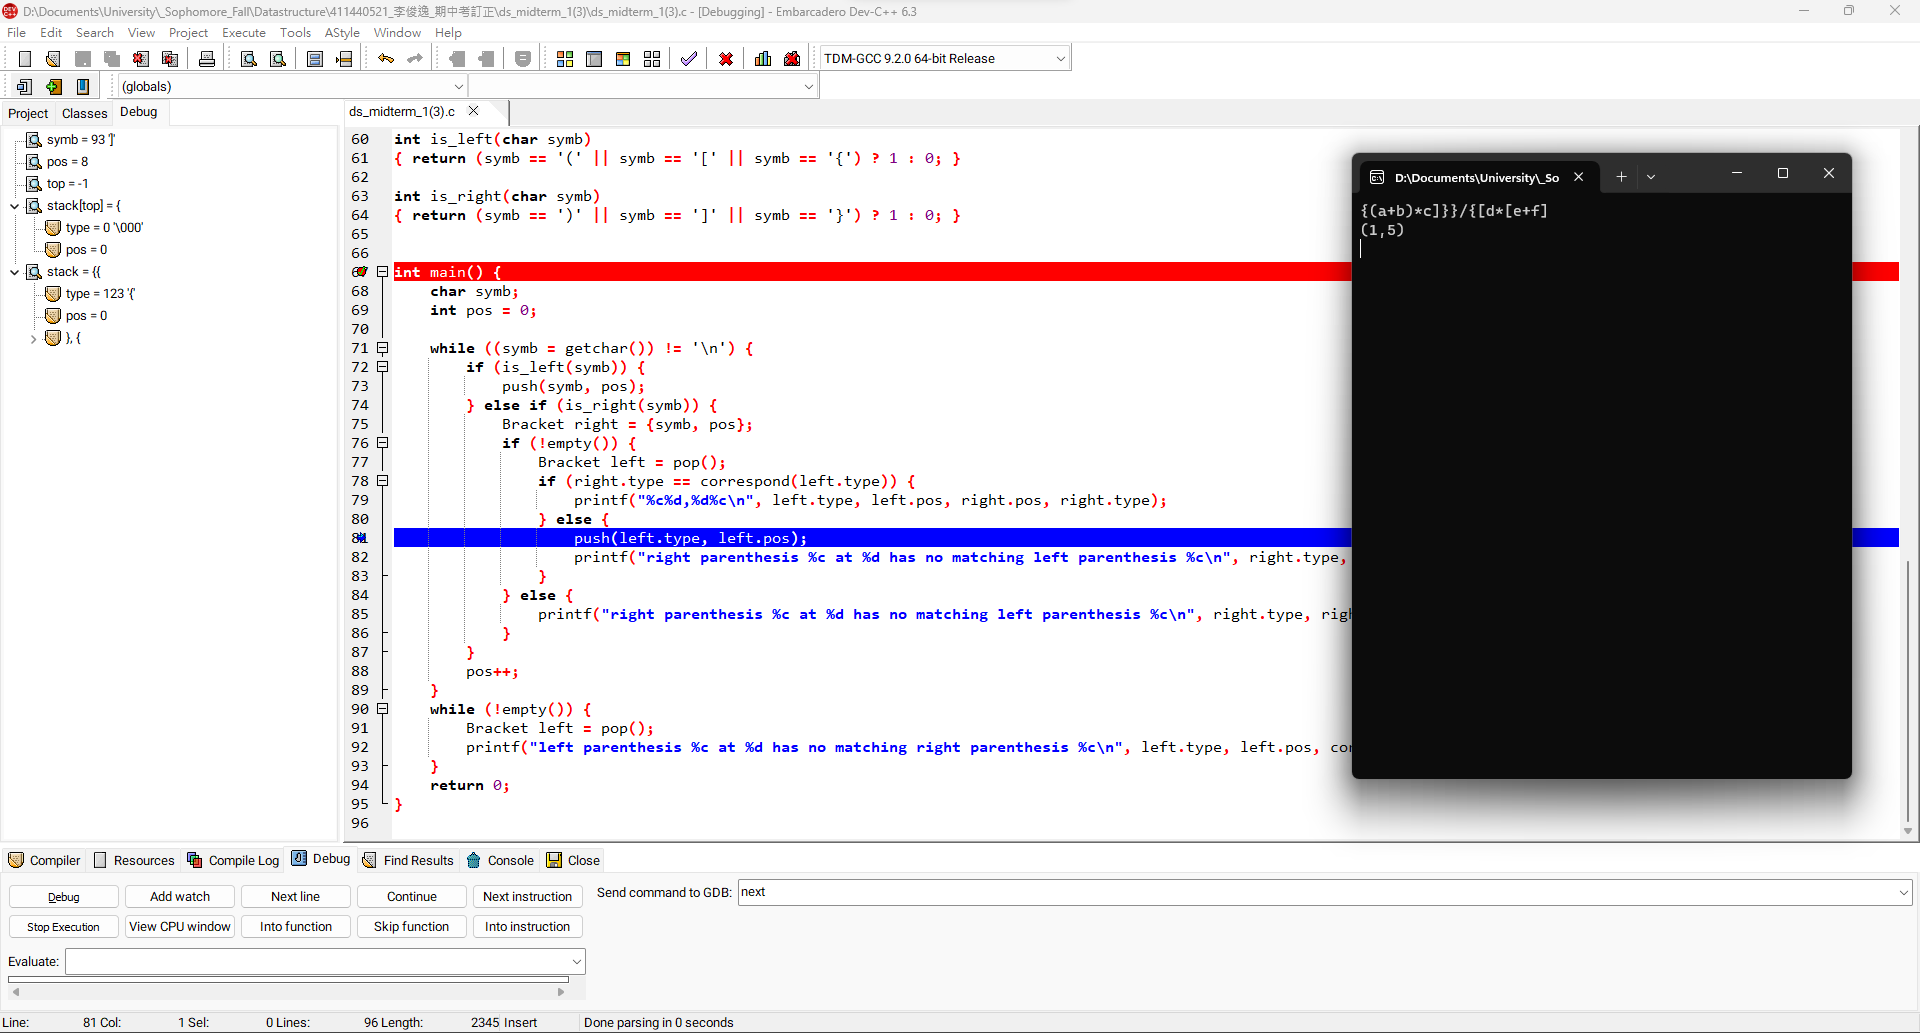 D:\Documents\University\_Sophomore_Fall\Datastructure\411440521_李俊逸_期中考訂正\ds_midterm_1(3)\ds_midterm_1(3).c - [Debugging] - Embarcadero Dev-C++ 6.3
File Edit Search View Project Execute Tools AStyle Window Help
TDM-GCC 9.2.0 64-bit Release
(globals)
Project Classes Debug
ds_midterm_1(3).c
symb = 93 ']'
pos = 8
top = -1
stack[top] = {
type = 0 '\000'
pos = 0
stack = {{
type = 123 '{'
pos = 0
}, {
60 int is_left(char symb)
61 { return (symb == '(' || symb == '[' || symb == '{') ? 1 : 0; }
62
63 int is_right(char symb)
64 { return (symb == ')' || symb == ']' || symb == '}') ? 1 : 0; }
65
66
67 int main() {
68 char symb;
69 int pos = 0;
70
71 while ((symb = getchar()) != '\n') {
72 if (is_left(symb)) {
73 push(symb, pos);
74 } else if (is_right(symb)) {
75 Bracket right = {symb, pos};
76 if (!empty()) {
77 Bracket left = pop();
78 if (right.type == correspond(left.type)) {
79 printf("%c%d,%d%c\n", left.type, left.pos, right.pos, right.type);
80 } else {
81 push(left.type, left.pos);
82 printf("right parenthesis %c at %d has no matching left parenthesis %c\n", right.type,
83 }
84 } else {
85 printf("right parenthesis %c at %d has no matching left parenthesis %c\n", right.type, righ
86 }
87 }
88 pos++;
89 }
90 while (!empty()) {
91 Bracket left = pop();
92 printf("left parenthesis %c at %d has no matching right parenthesis %c\n", left.type, left.pos, co
93 }
94 return 0;
95 }
96
D:\Documents\University\_So
{(a+b)*c]}}/{[d*[e+f]
(1,5)
Compiler Resources Compile Log Debug Find Results Console Close
Debug Add watch Next line Continue Next instruction
Send command to GDB: next
Stop Execution View CPU window Into function Skip function Into instruction
Evaluate:
Line: 81 Col: 1 Sel: 0 Lines: 96 Length: 2345 Insert Done parsing in 0 seconds